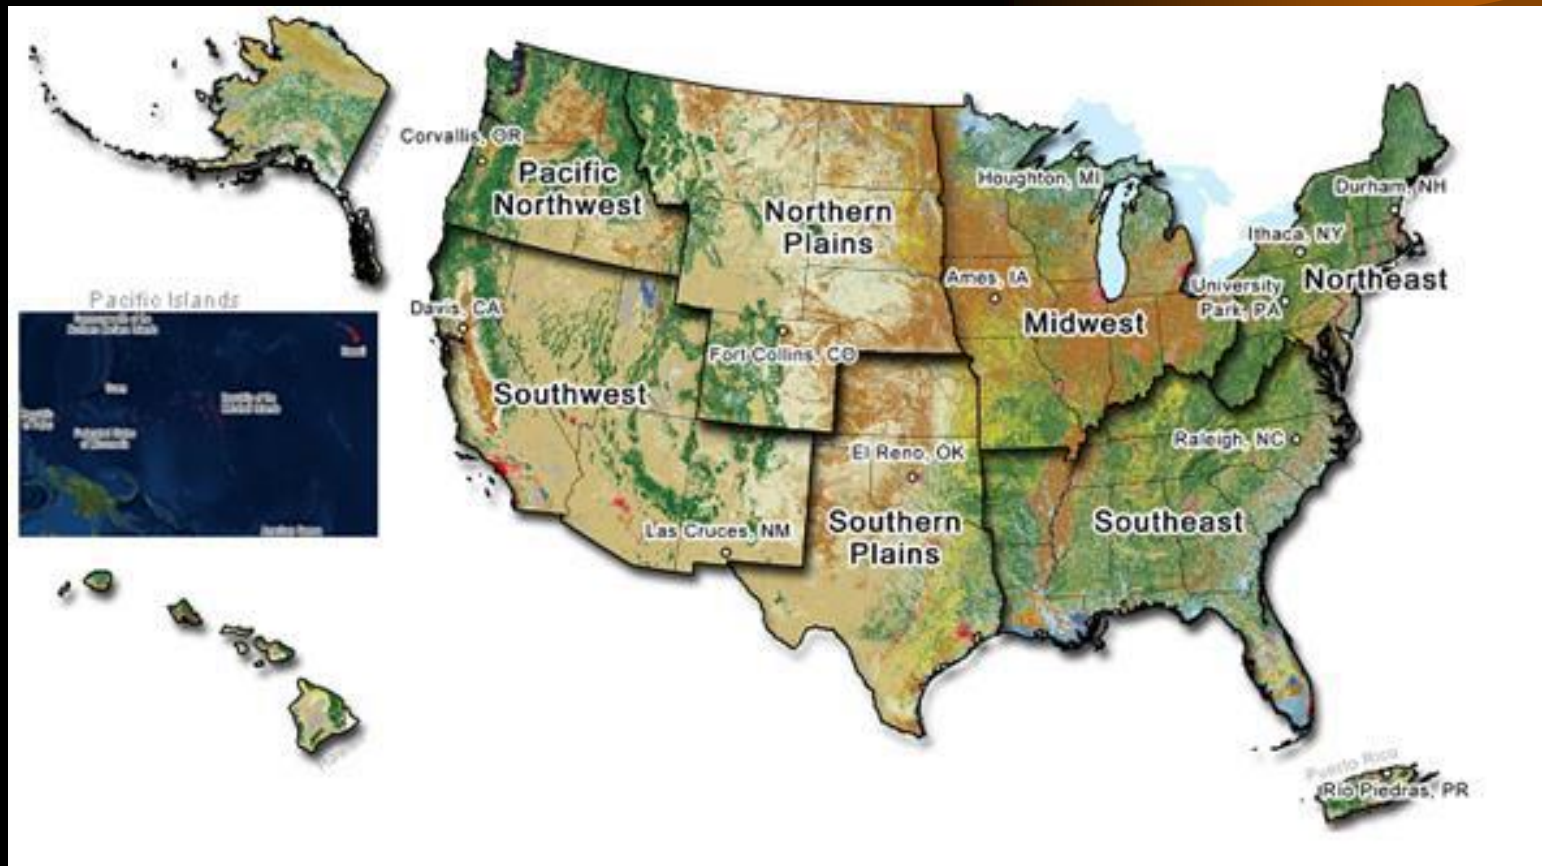 Corvallis, OR
Pacific
Northwest
Northern
Plains
Houghton, MI
Durham, NH
Ithaca, NY
Northeast
University
Park, PA
Ames, IA
Midwest
Pacific Islands
Davis, CA
Fort Collins, CO
Southwest
Raleigh, NC
El Reno, OK
Southern
Plains
Southeast
Las Cruces, NM
Puerto Rico
Rio Piedras, PR